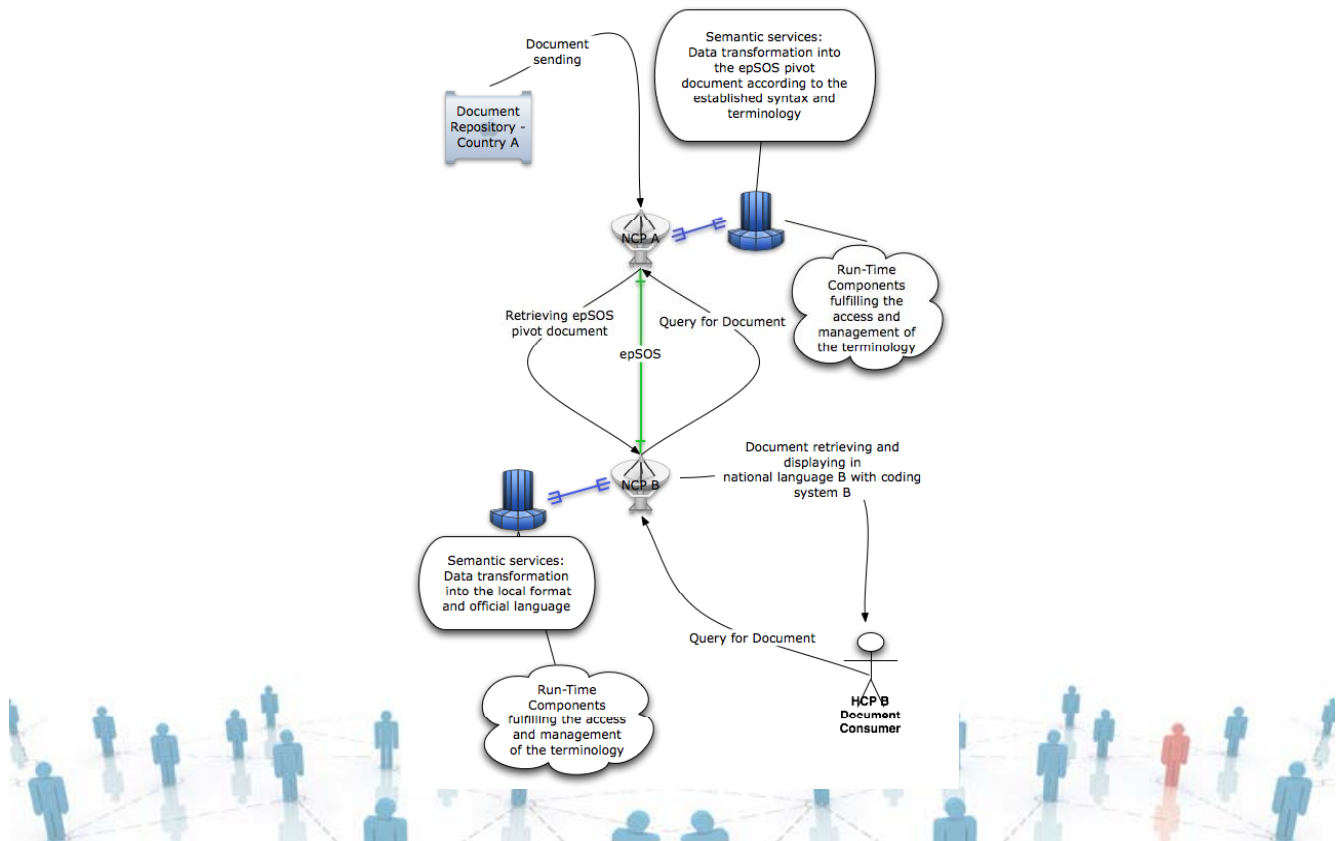 Document
sending
Semantic services:
Data transformation into
the epSOS pivot
document according to the
established syntax and
terminology
Document
Repository -
Country A
NCP A
Run-Time
Components
fulfilling the
access and
management of
the terminology
Retrieving epSOS
pivot document
Query for Document
epSOS
Document retrieving and
displaying in
national language B with coding
system B
NCP B
Semantic services:
Data transformation
into the local format
and official language
Query for Document
HCP B
Document
Consumer
Run-Time
Components
fulfilling the access
and management
of the terminology